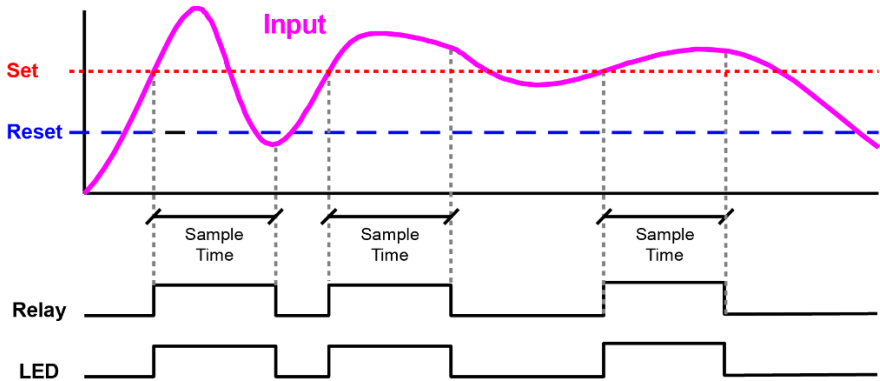 Input
Set
Reset
Sample
Time
Sample
Time
Sample
Time
Relay
LED